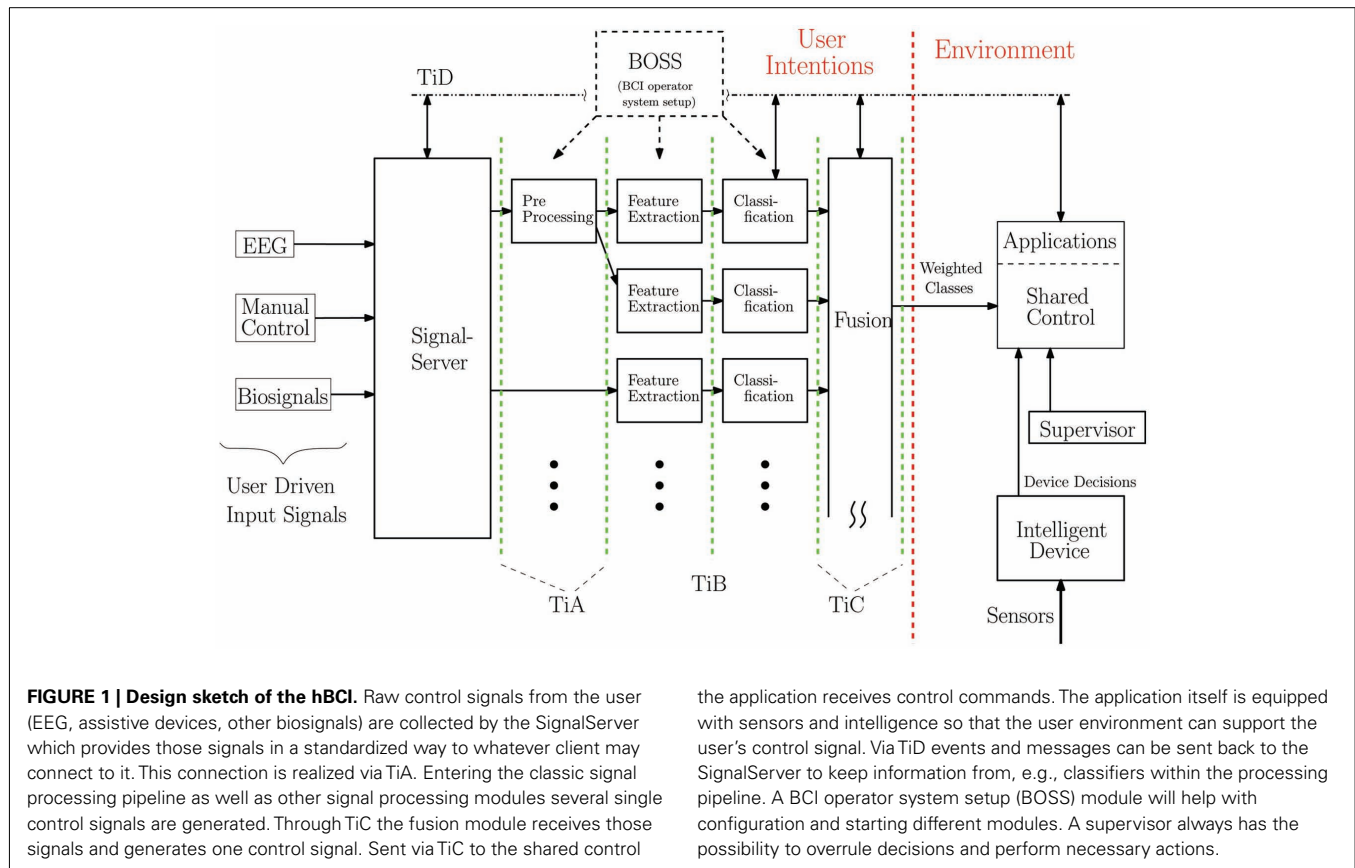 User
Intentions
Environment
BOSS
(BCI operator
system setup)
TiD
Pre
Processing
Feature
Extraction
Classi-
fication
EEG
Manual
Control
Biosignals
Signal-
Server
Feature
Extraction
Classi-
fication
Fusion
Weighted
Classes
Applications
Shared
Control
Feature
Extraction
Classi-
fication
Supervisor
User Driven
Input Signals
Device Decisions
Intelligent
Device
TiA
TiB
TiC
Sensors
FIGURE 1 | Design sketch of the hBCI. Raw control signals from the user
(EEG, assistive devices, other biosignals) are collected by the SignalServer
which provides those signals in a standardized way to whatever client may
connect to it. This connection is realized via TiA. Entering the classic signal
processing pipeline as well as other signal processing modules several single
control signals are generated. Through TiC the fusion module receives those
signals and generates one control signal. Sent via TiC to the shared control
the application receives control commands. The application itself is equipped
with sensors and intelligence so that the user environment can support the
user's control signal. Via TiD events and messages can be sent back to the
SignalServer to keep information from, e.g., classifiers within the processing
pipeline. A BCI operator system setup (BOSS) module will help with
configuration and starting different modules. A supervisor always has the
possibility to overrule decisions and perform necessary actions.